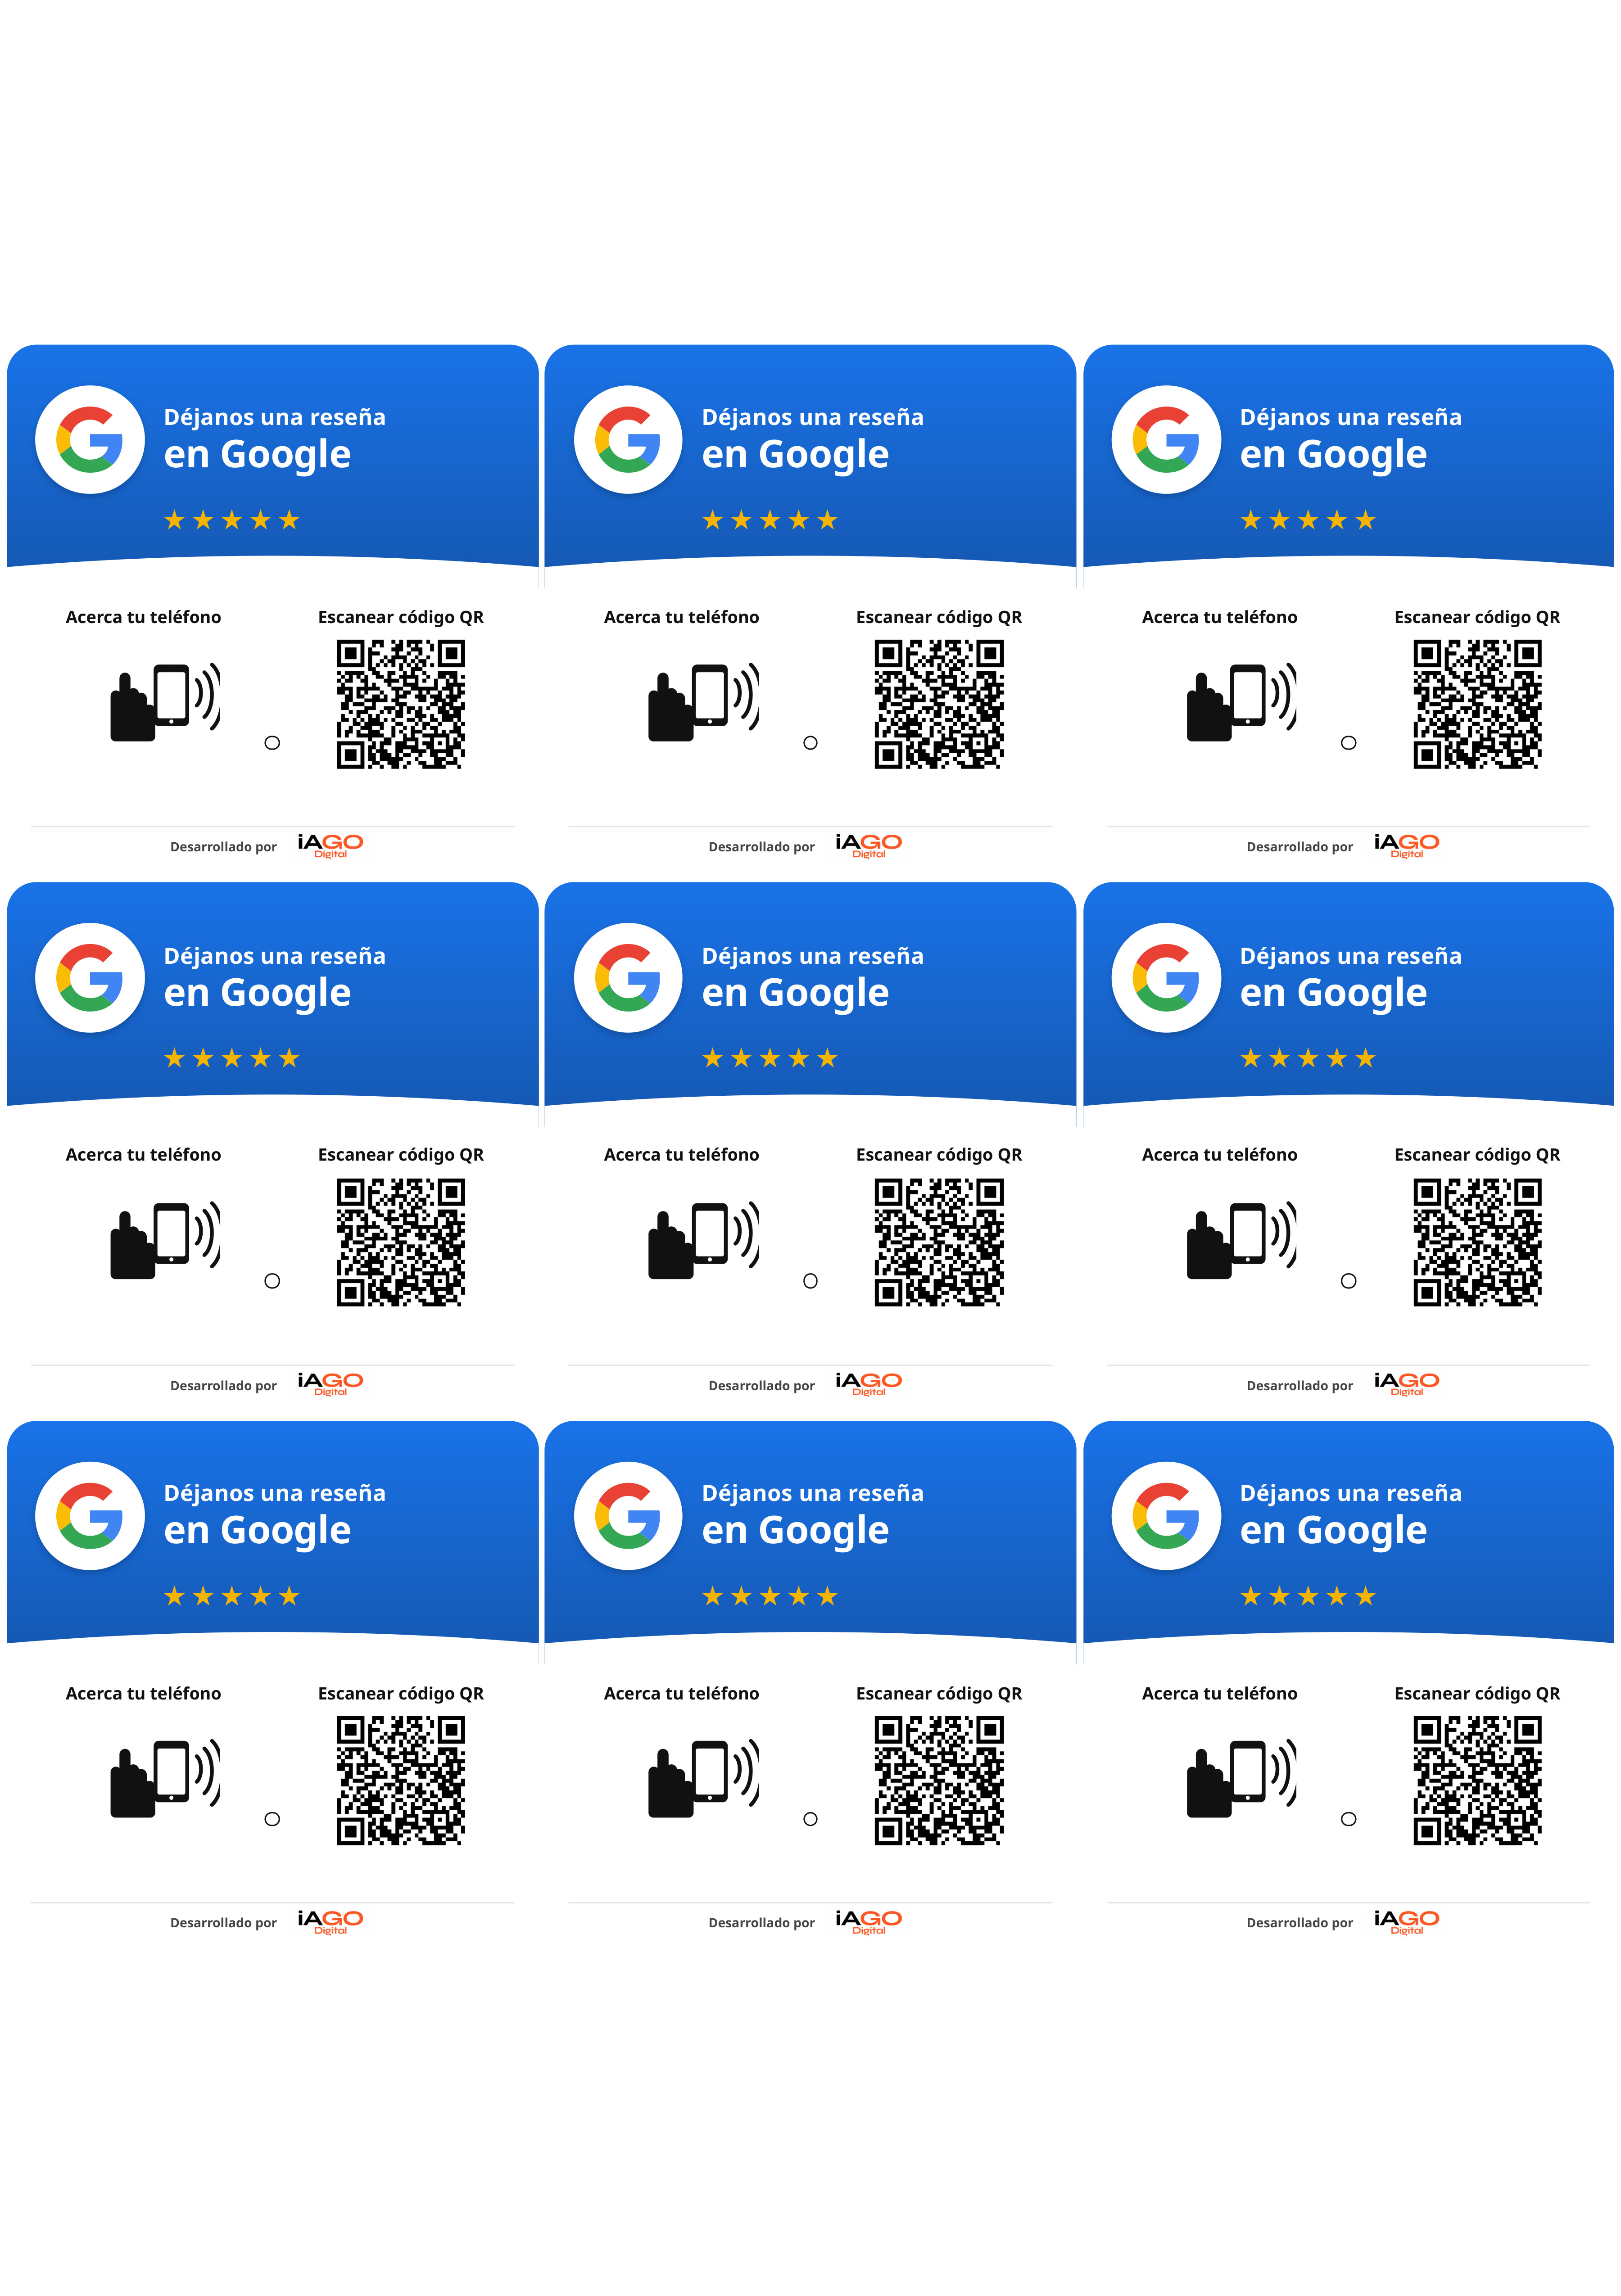 Déjanos una reseña
en Google
Acerca tu teléfono
Escanear código QR
O
Desarrollado por iAGO
Digital
Déjanos una reseña
en Google
Acerca tu teléfono
Escanear código QR
O
Desarrollado por iAGO
Digital
Déjanos una reseña
en Google
Acerca tu teléfono
Escanear código QR
O
Desarrollado por iAGO
Digital
Déjanos una reseña
en Google
Acerca tu teléfono
Escanear código QR
O
Desarrollado por iAGO
Digital
Déjanos una reseña
en Google
Acerca tu teléfono
Escanear código QR
O
Desarrollado por iAGO
Digital
Déjanos una reseña
en Google
Acerca tu teléfono
Escanear código QR
O
Desarrollado por iAGO
Digital
Déjanos una reseña
en Google
Acerca tu teléfono
Escanear código QR
O
Desarrollado por iAGO
Digital
Déjanos una reseña
en Google
Acerca tu teléfono
Escanear código QR
O
Desarrollado por iAGO
Digital
Déjanos una reseña
en Google
Acerca tu teléfono
Escanear código QR
O
Desarrollado por iAGO
Digital